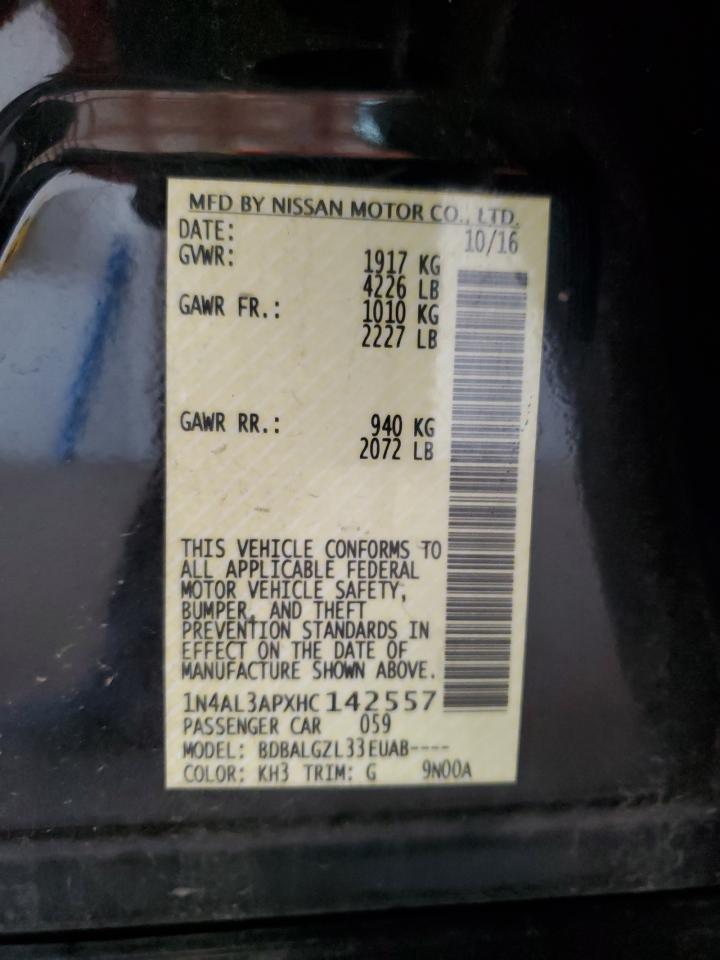 MFD BY NISSAN MOTOR CO., LTD.
DATE: 10/16
GVWR: 1917 KG
4226 LB
GAWR FR.: 1010 KG
2227 LB
GAWR RR.: 940 KG
2072 LB
THIS VEHICLE CONFORMS TO
ALL APPLICABLE FEDERAL
MOTOR VEHICLE SAFETY,
BUMPER, AND THEFT
PREVENTION STANDARDS IN
EFFECT ON THE DATE OF
MANUFACTURE SHOWN ABOVE.
1N4AL3APXHC142557
PASSENGER CAR 059
MODEL: BDBALGZL33EUAB----
COLOR: KH3 TRIM: G 9N00A